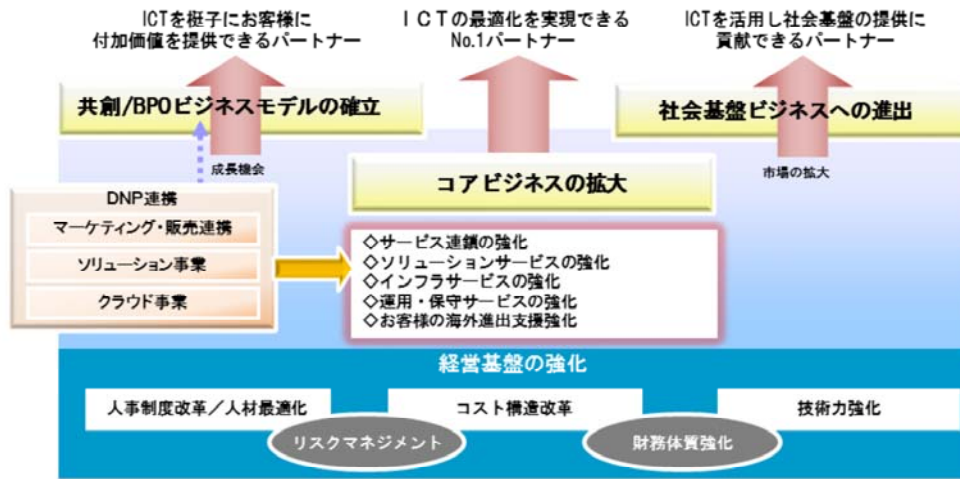 ICTを梃子にお客様に
付加価値を提供できるパートナー
ＩＣＴの最適化を実現できる
No.1パートナー
ICTを活用し社会基盤の提供に
貢献できるパートナー
共創/BPOビジネスモデルの確立
社会基盤ビジネスへの進出
成長機会
コアビジネスの拡大
市場の拡大
DNP連携
マーケティング・販売連携
ソリューション事業
クラウド事業
◇サービス連鎖の強化
◇ソリューションサービスの強化
◇インフラサービスの強化
◇運用・保守サービスの強化
◇お客様の海外進出支援強化
経営基盤の強化
人事制度改革／人材最適化
コスト構造改革
技術力強化
リスクマネジメント
財務体質強化